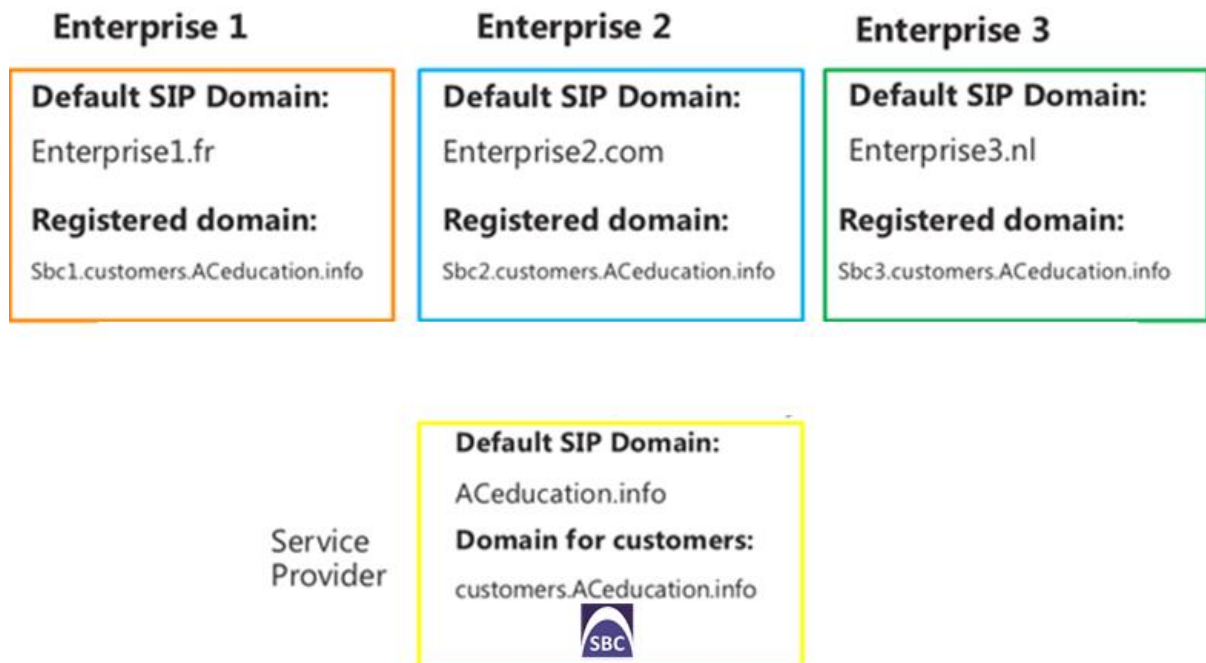 Enterprise 1
Default SIP Domain:
Enterprise1.fr
Registered domain:
Sbc1.customers.ACeducation.info
Enterprise 2
Default SIP Domain:
Enterprise2.com
Registered domain:
Sbc2.customers.ACeducation.info
Enterprise 3
Default SIP Domain:
Enterprise3.nl
Registered domain:
Sbc3.customers.ACeducation.info
Service
Provider
Default SIP Domain:
ACeducation.info
Domain for customers:
customers.ACeducation.info
SBC